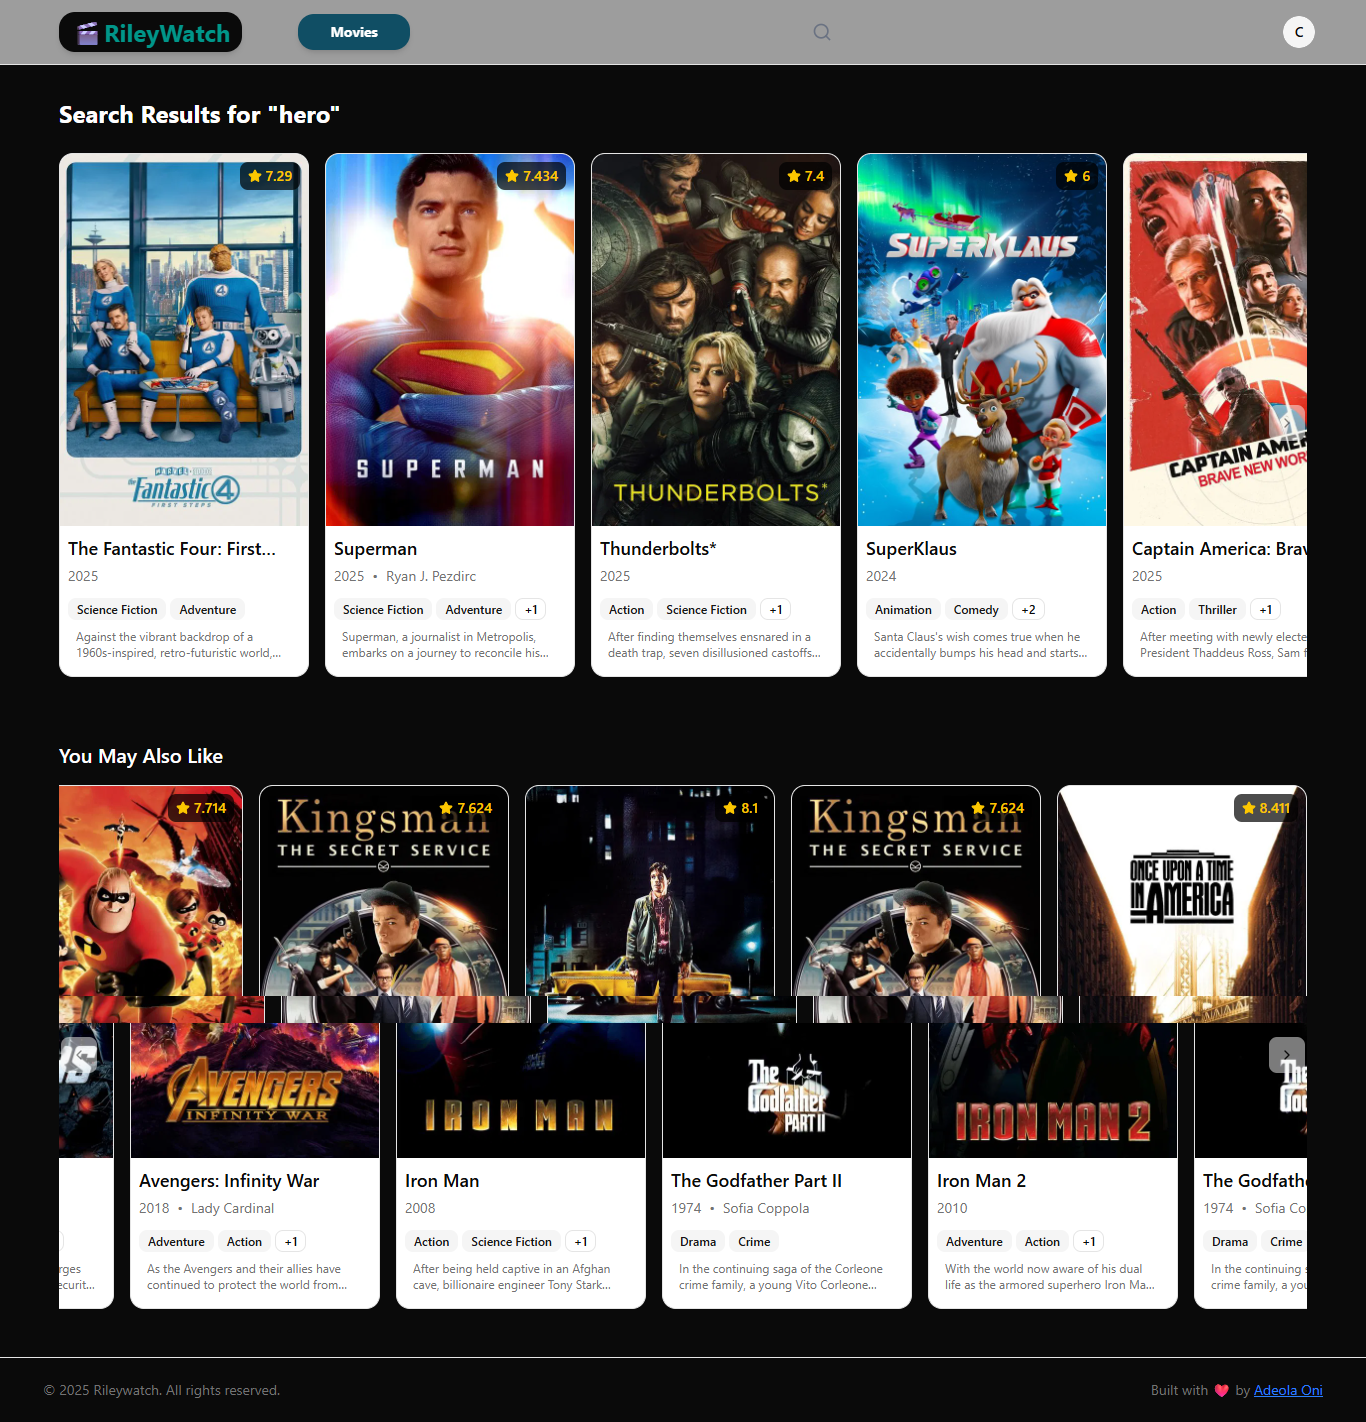 RileyWatch
Movies
C
Search Results for "hero"
7.29
7.434
7.4
6
SUPERKLAUS
MARVEL STUDIOS
the Fantastic 4
FIRST STEPS
SUPERMAN
THUNDERBOLTS*
CAPTAIN AMER
BRAVE NEW WOR
The Fantastic Four: First...
2025
Science Fiction
Adventure
Against the vibrant backdrop of a
1960s-inspired, retro-futuristic world,...
Superman
2025 • Ryan J. Pezdirc
Science Fiction
Adventure
+1
Superman, a journalist in Metropolis,
embarks on a journey to reconcile his...
Thunderbolts*
2025
Action
Science Fiction
+1
After finding themselves ensnared in a
death trap, seven disillusioned castoffs...
SuperKlaus
2024
Animation
Comedy
+2
Santa Claus's wish comes true when he
accidentally bumps his head and starts...
Captain America: Brav
2025
Action
Thriller
+1
After meeting with newly electe
President Thaddeus Ross, Sam f
You May Also Like
7.714
7.624
Kingsman
THE SECRET SERVICE
8.1
7.624
Kingsman
THE SECRET SERVICE
8.411
ONCE UPON A TIME
IN AMERICA
AVENGERS
INFINITY WAR
IRON MAN
The
Godfather
PART II
IRON MAN 2
The
rges
ecurit...
Avengers: Infinity War
2018 • Lady Cardinal
Adventure
Action
+1
As the Avengers and their allies have
continued to protect the world from...
Iron Man
2008
Action
Science Fiction
+1
After being held captive in an Afghan
cave, billionaire engineer Tony Stark...
The Godfather Part II
1974 • Sofia Coppola
Drama
Crime
In the continuing saga of the Corleone
crime family, a young Vito Corleone...
Iron Man 2
2010
Adventure
Action
+1
With the world now aware of his dual
life as the armored superhero Iron Ma...
The Godfath
1974 • Sofia Co
Drama
Crime
In the continuing s
crime family, a you
© 2025 Rileywatch. All rights reserved.
Built with ❤️ by Adeola Oni